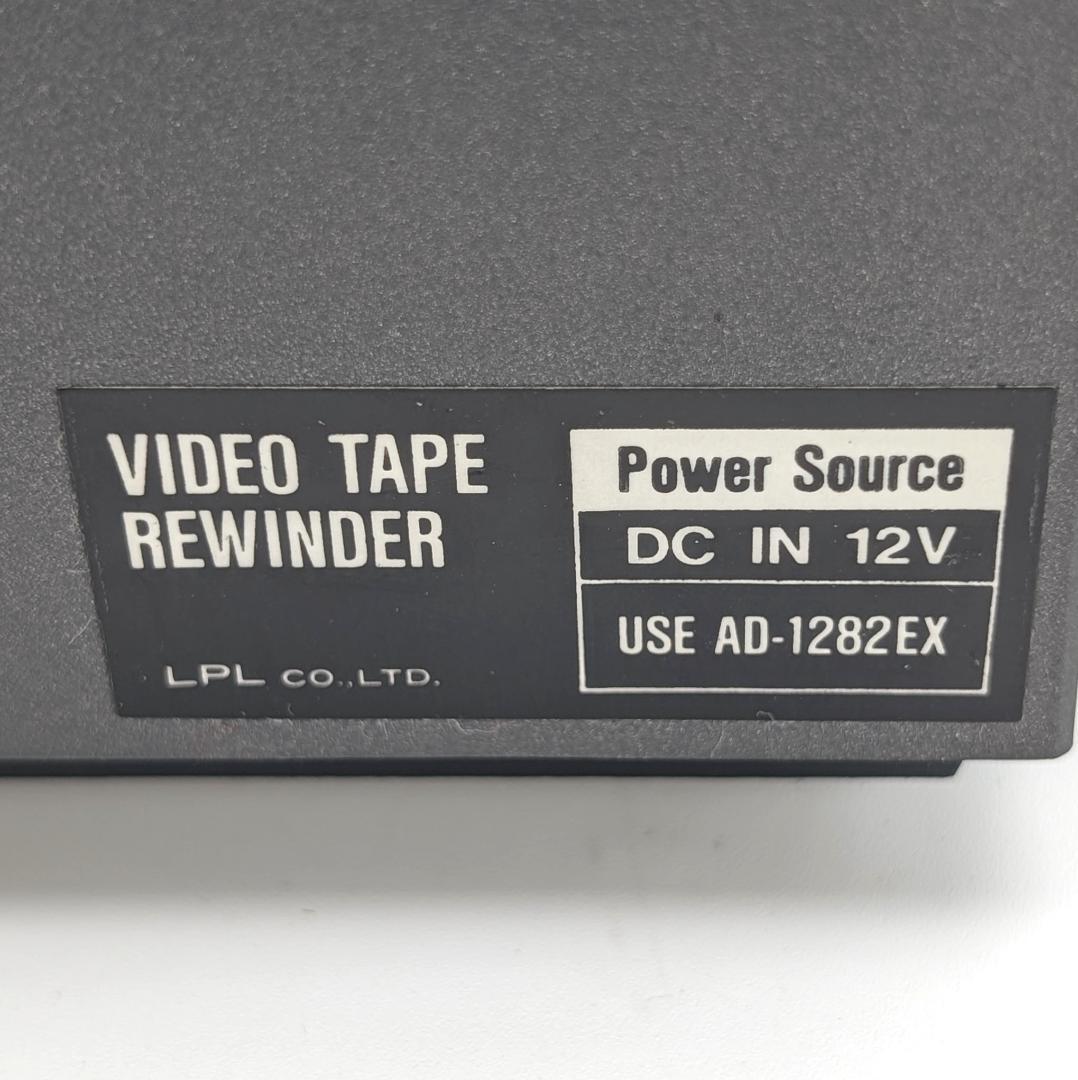 VIDEO TAPE
REWINDER
LPL CO.,LTD.
Power Source
DC IN 12V
USE AD-1282EX